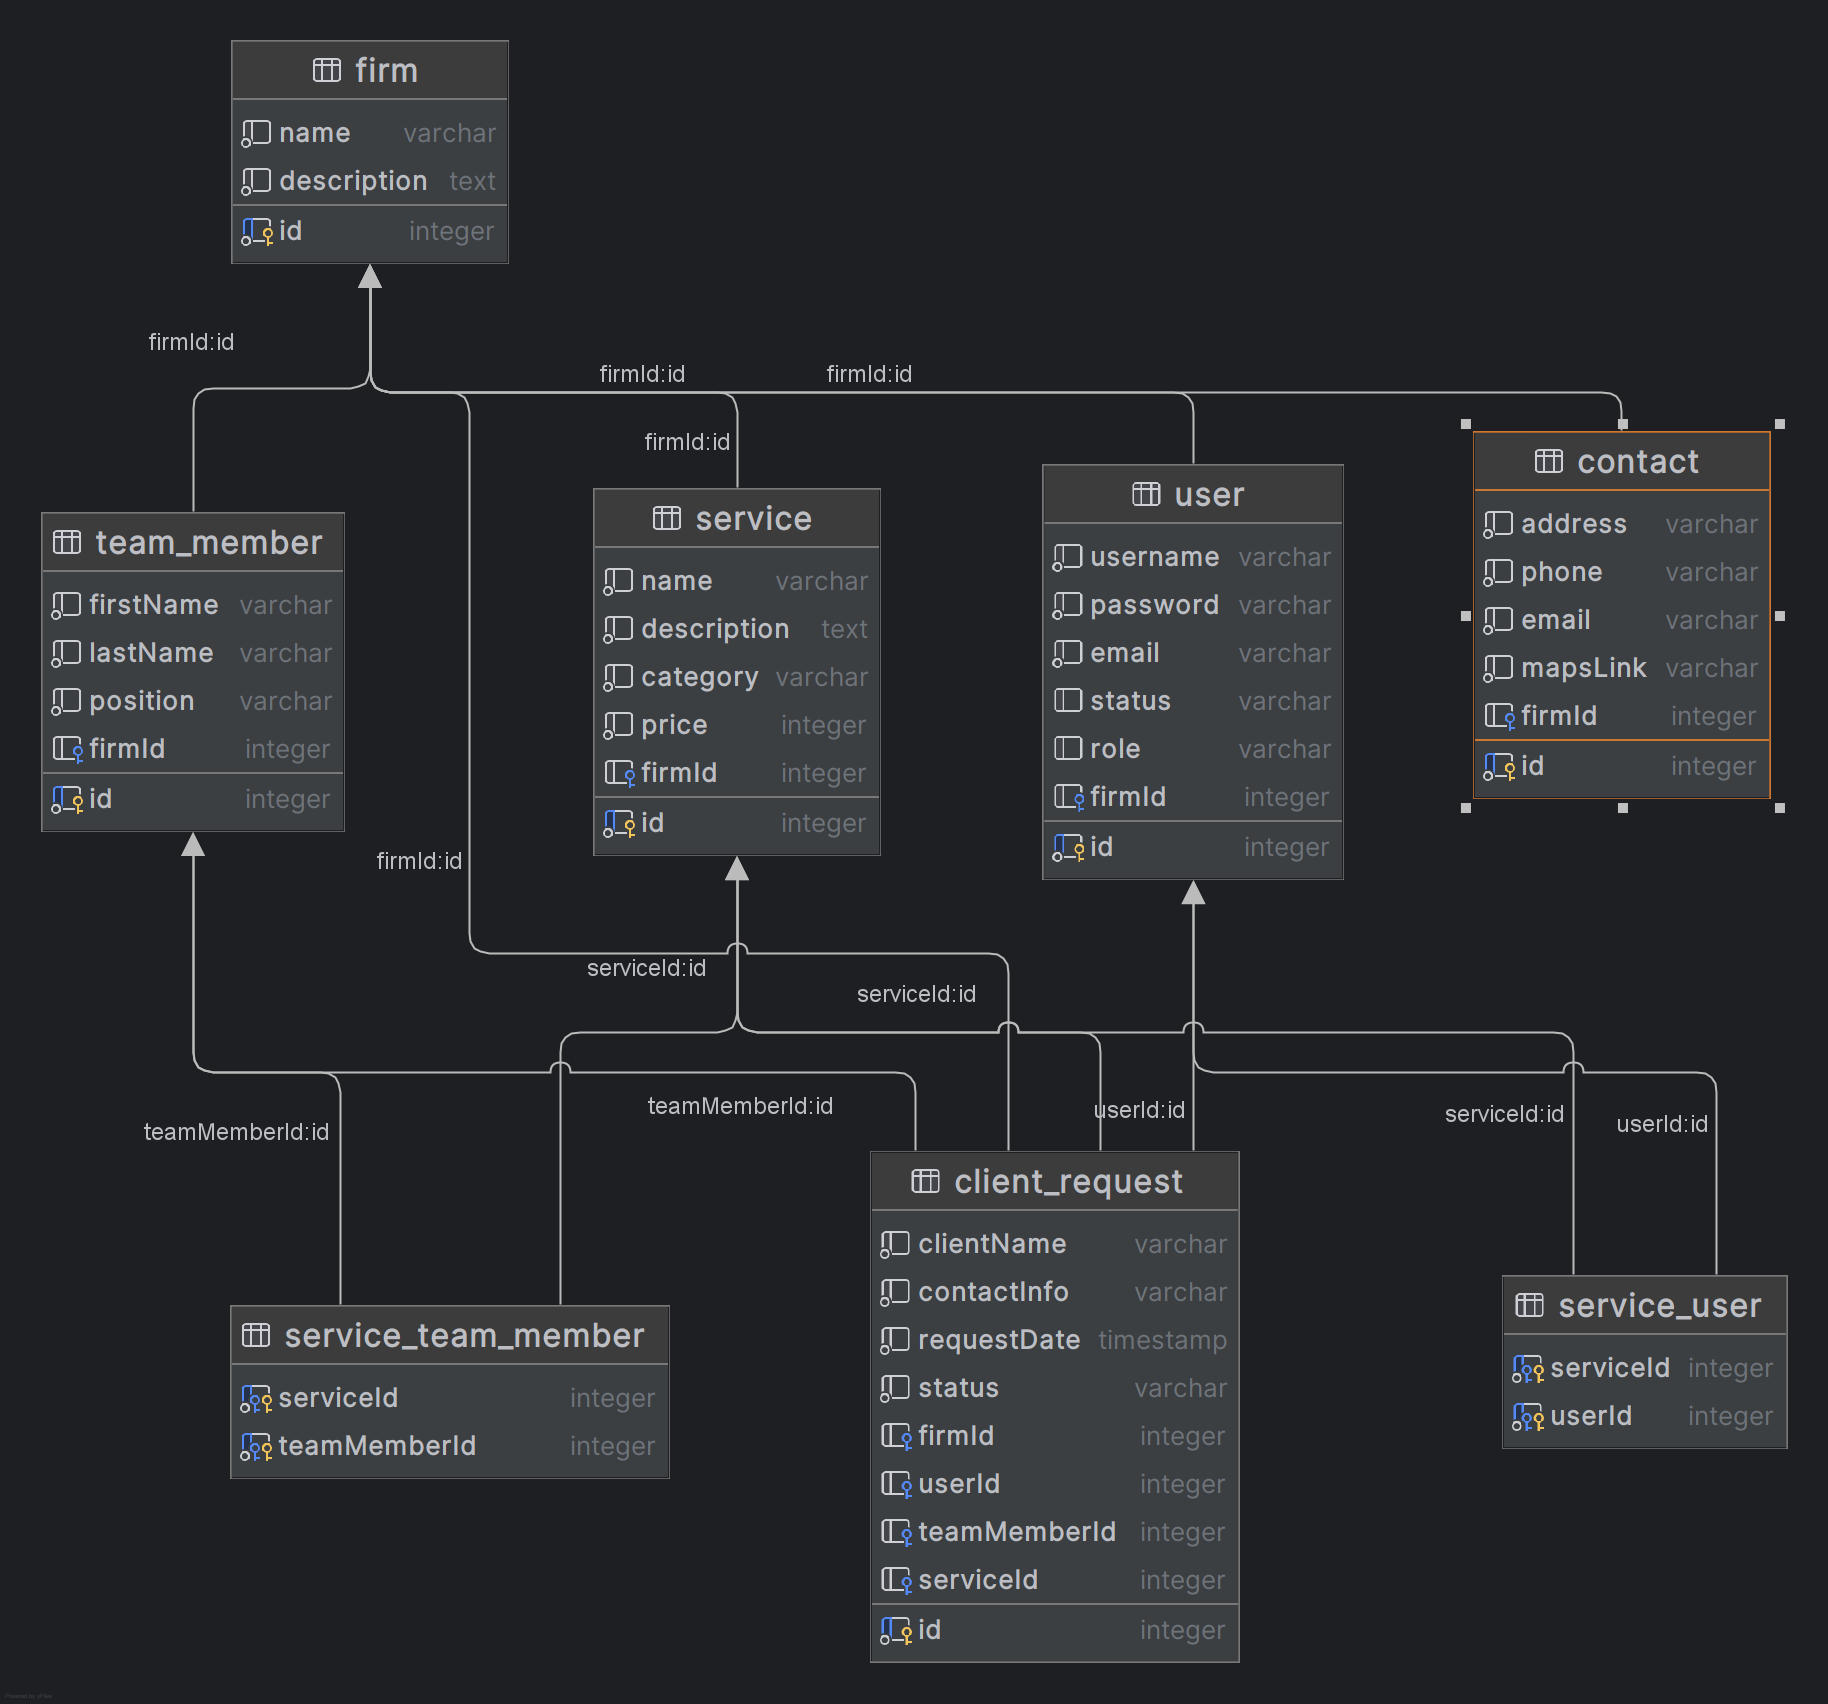 firm
name varchar
description text
id integer
firmId:id
firmId:id
firmId:id
firmId:id
team_member
firstName varchar
lastName varchar
position varchar
firmId integer
id integer
service
name varchar
description text
category varchar
price integer
firmId integer
id integer
user
username varchar
password varchar
email varchar
status varchar
role varchar
firmId integer
id integer
contact
address varchar
phone varchar
email varchar
mapsLink varchar
firmId integer
id integer
firmId:id
serviceId:id
serviceId:id
teamMemberId:id
teamMemberId:id
userId:id
serviceId:id
userId:id
service_team_member
serviceId integer
teamMemberId integer
client_request
clientName varchar
contactInfo varchar
requestDate timestamp
status varchar
firmId integer
userId integer
teamMemberId integer
serviceId integer
id integer
service_user
serviceId integer
userId integer
Powered by yFiles